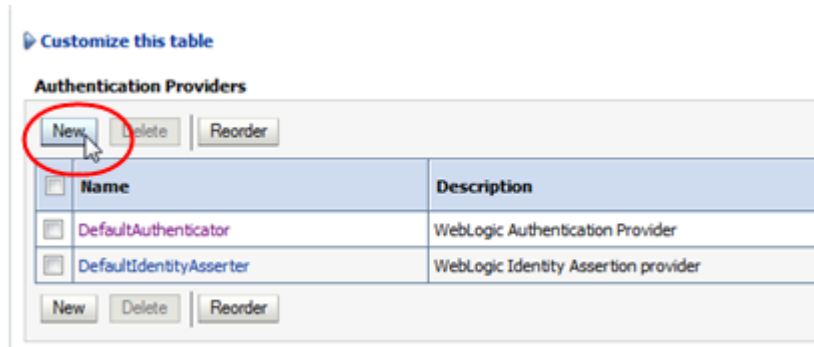 Customize this table
Authentication Providers
New Delete Reorder
Name Description
DefaultAuthenticator WebLogic Authentication Provider
DefaultIdentityAsserter WebLogic Identity Assertion provider
New Delete Reorder